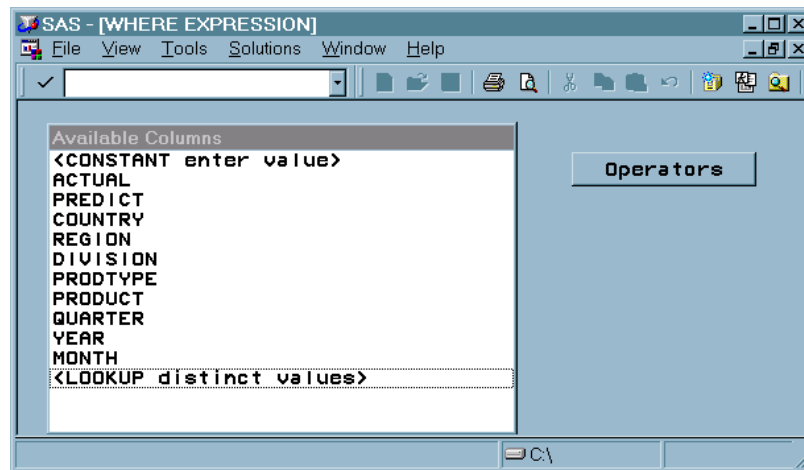 SAS - [WHERE EXPRESSION]
File View Tools Solutions Window Help
Available Columns
<CONSTANT enter value>
ACTUAL
PREDICT
COUNTRY
REGION
DIVISION
PRODTYPE
PRODUCT
QUARTER
YEAR
MONTH
<LOOKUP distinct values>
Operators
C:\